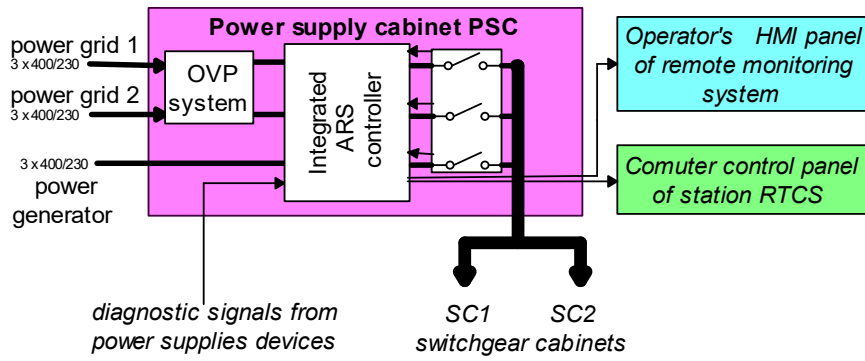 Power supply cabinet PSC
power grid 1
3 x 400/230
power grid 2
3 x 400/230
3 x 400/230
power
generator
OVP
system
Integrated
ARS
controller
Operator's HMI panel
of remote monitoring
system
Comuter control panel
of station RTCS
diagnostic signals from
power supplies devices
SC1 SC2
switchgear cabinets